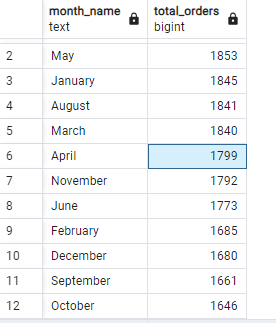 month_name total_orders
text bigint
2 May 1853
3 January 1845
4 August 1841
5 March 1840
6 April 1799
7 November 1792
8 June 1773
9 February 1685
10 December 1680
11 September 1661
12 October 1646